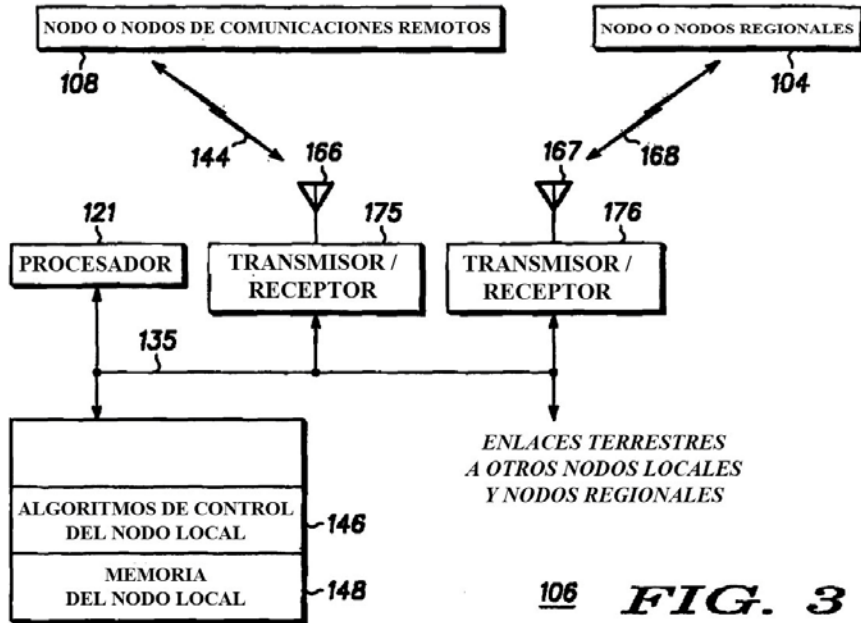 NODO O NODOS DE COMUNICACIONES REMOTOS
NODO O NODOS REGIONALES
108
104
144
166
167
168
121
175
176
PROCESADOR
TRANSMISOR /
RECEPTOR
TRANSMISOR /
RECEPTOR
135
ENLACES TERRESTRES
A OTROS NODOS LOCALES
Y NODOS REGIONALES
ALGORITMOS DE CONTROL
DEL NODO LOCAL
146
MEMORIA
DEL NODO LOCAL
148
106 FIG. 3